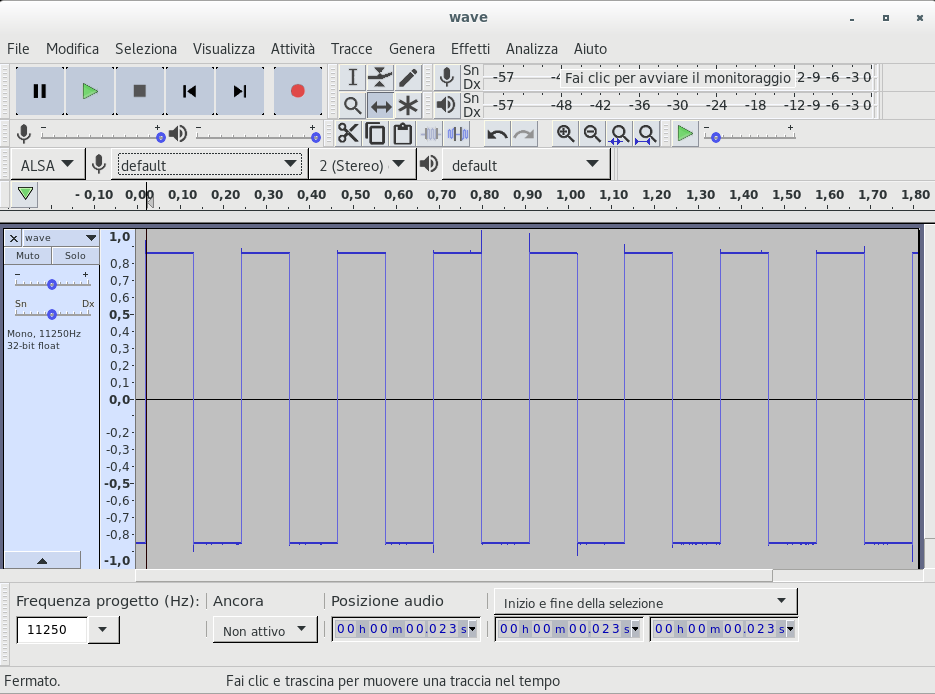 wave
File Modifica Seleziona Visualizza Attività Tracce Genera Effetti Analizza Aiuto
Sn
Dx
-57 -4 Fai clic per avviare il monitoraggio 2-9 -6 -3 0
Sn
Dx
-57 -48 -42 -36 -30 -24 -18 -12-9 -6 -3 0
- + - + - +
ALSA default 2 (Stereo) default
- 0,10 0,00 0,10 0,20 0,30 0,40 0,50 0,60 0,70 0,80 0,90 1,00 1,10 1,20 1,30 1,40 1,50 1,60 1,70 1,80
wave
Muto Solo
- +
Sn Dx
Mono, 11250Hz
32-bit float
1,0
0,8
0,7
0,6
0,5
0,4
0,3
0,2
0,1
0,0
-0,2
-0,3
-0,4
-0,5
-0,6
-0,7
-0,8
-1,0
Frequenza progetto (Hz): Ancora Posizione audio Inizio e fine della selezione
11250 Non attivo 00 h 00 m 00.023 s 00 h 00 m 00.023 s 00 h 00 m 00.023 s
Fermato. Fai clic e trascina per muovere una traccia nel tempo